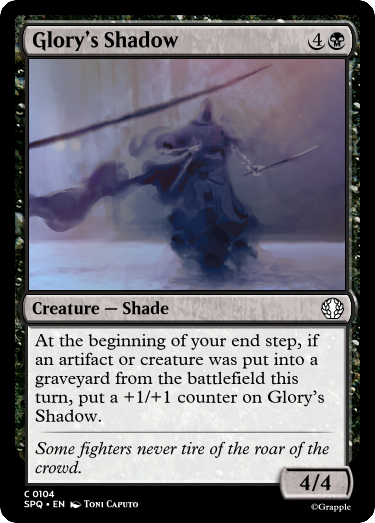 Glory's Shadow 4
Creature — Shade
At the beginning of your end step, if
an artifact or creature was put into a
graveyard from the battlefield this
turn, put a +1/+1 counter on Glory's
Shadow.
Some fighters never tire of the roar of the
crowd.
4/4
C 0104
SPQ • EN Toni Caputo
©Grapple